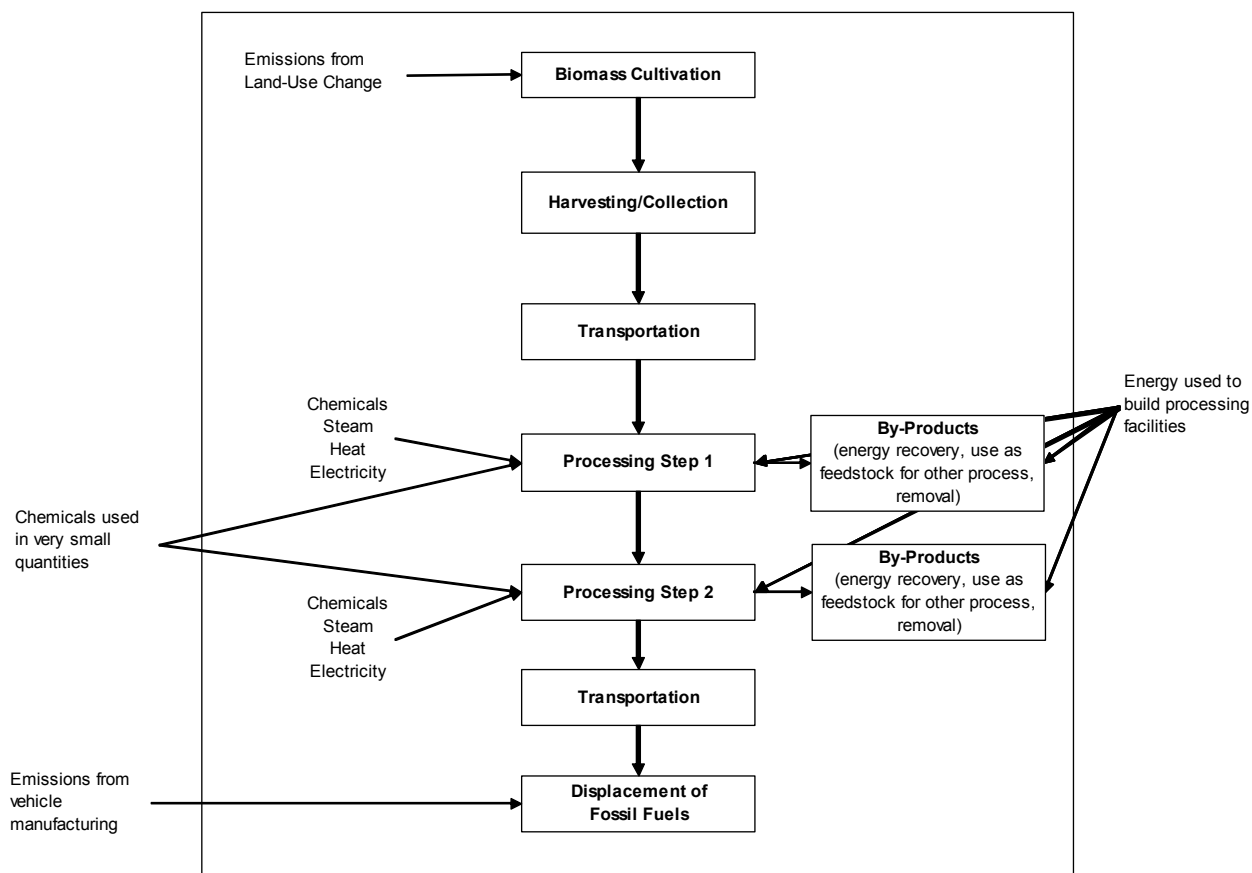 Emissions from
Land-Use Change
Biomass Cultivation
Harvesting/Collection
Transportation
Chemicals
Steam
Heat
Electricity
Processing Step 1
By-Products
(energy recovery, use as
feedstock for other process,
removal)
Energy used to
build processing
facilities
Chemicals used
in very small
quantities
Processing Step 2
By-Products
(energy recovery, use as
feedstock for other process,
removal)
Chemicals
Steam
Heat
Electricity
Transportation
Emissions from
vehicle
manufacturing
Displacement of
Fossil Fuels